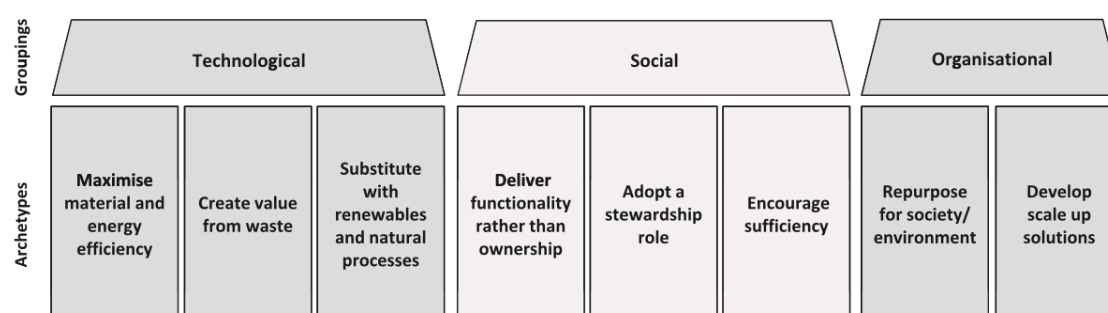 Groupings
Technological
Social
Organisational
Archetypes
Maximise
material and
energy
efficiency
Create value
from waste
Substitute
with
renewables
and natural
processes
Deliver
functionality
rather than
ownership
Adopt a
stewardship
role
Encourage
sufficiency
Repurpose
for society/
environment
Develop
scale up
solutions